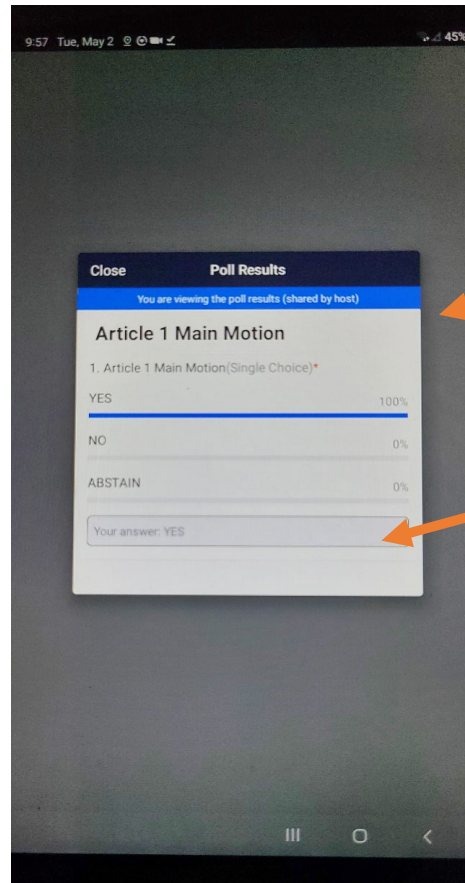 9:57 Tue, May 2 45%
Close Poll Results
You are viewing the poll results (shared by host)
Article 1 Main Motion
1. Article 1 Main Motion(Single Choice)*
YES 100%
NO 0%
ABSTAIN 0%
Your answer: YES